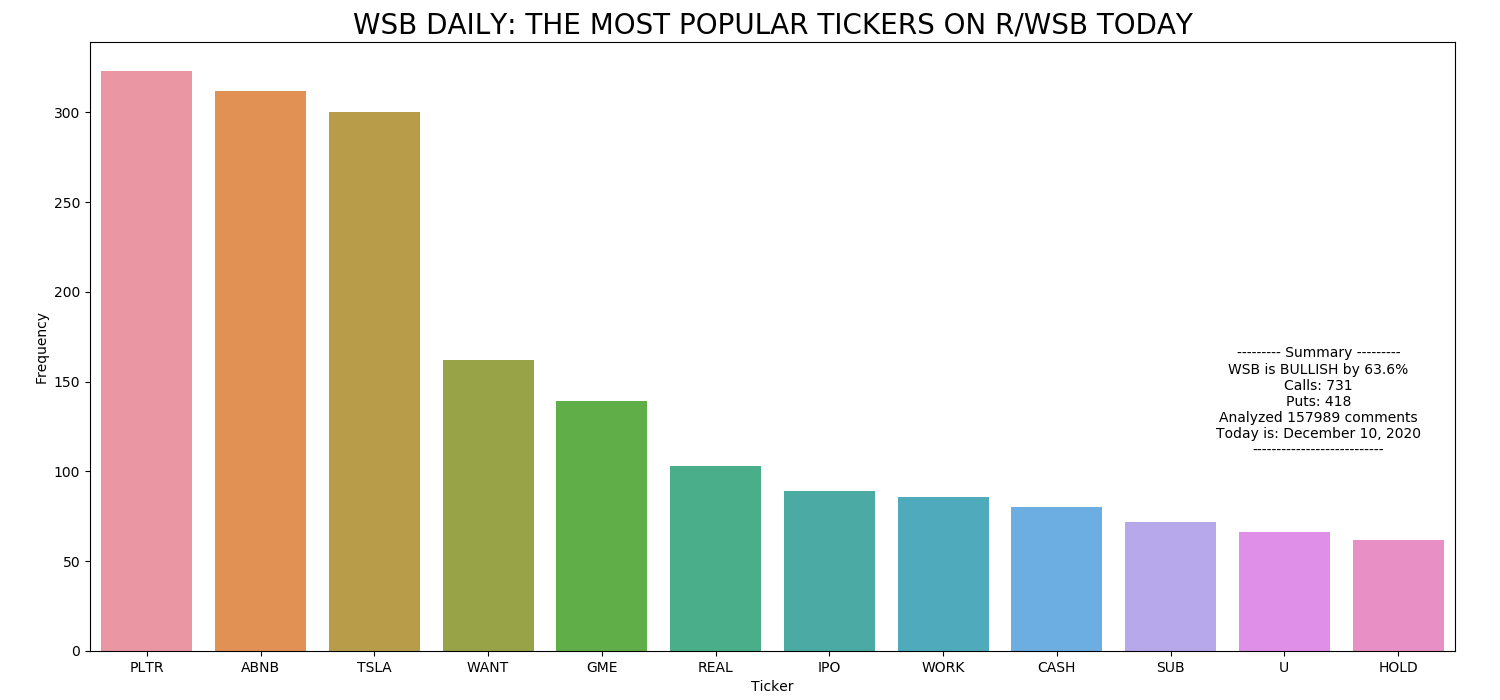 WSB DAILY: THE MOST POPULAR TICKERS ON R/WSB TODAY
300
250
200
150
100
50
0
Frequency
--------- Summary ---------
WSB is BULLISH by 63.6%
Calls: 731
Puts: 418
Analyzed 157989 comments
Today is: December 10, 2020
---------------------------
PLTR ABNB TSLA WANT GME REAL IPO WORK CASH SUB U HOLD
Ticker